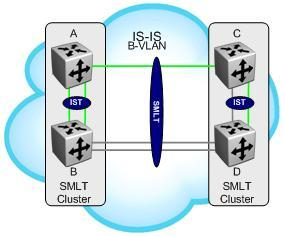 A
IS-IS
B-VLAN
C
IST
SMLT
IST
B
D
SMLT
Cluster
SMLT
Cluster